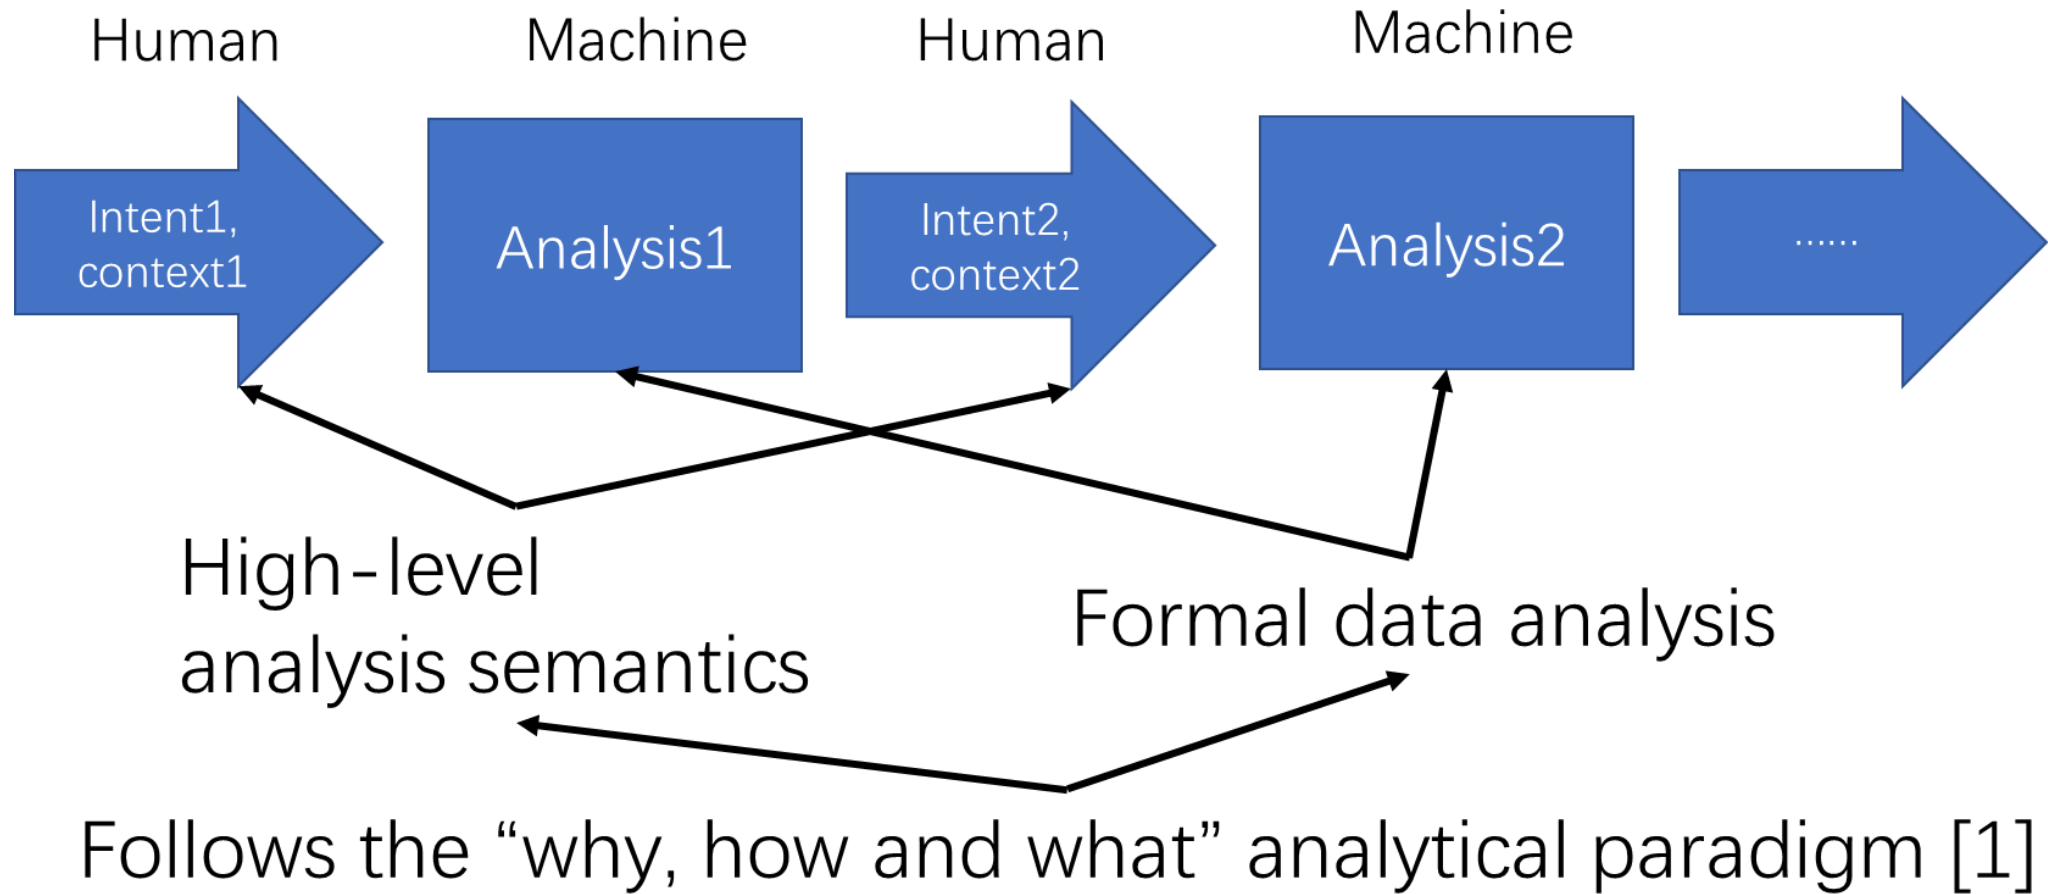 Human
Machine
Human
Machine
Intent1,
context1
Analysis1
Intent2,
context2
Analysis2
......
High-level
analysis semantics
Formal data analysis
Follows the “why, how and what” analytical paradigm [1]